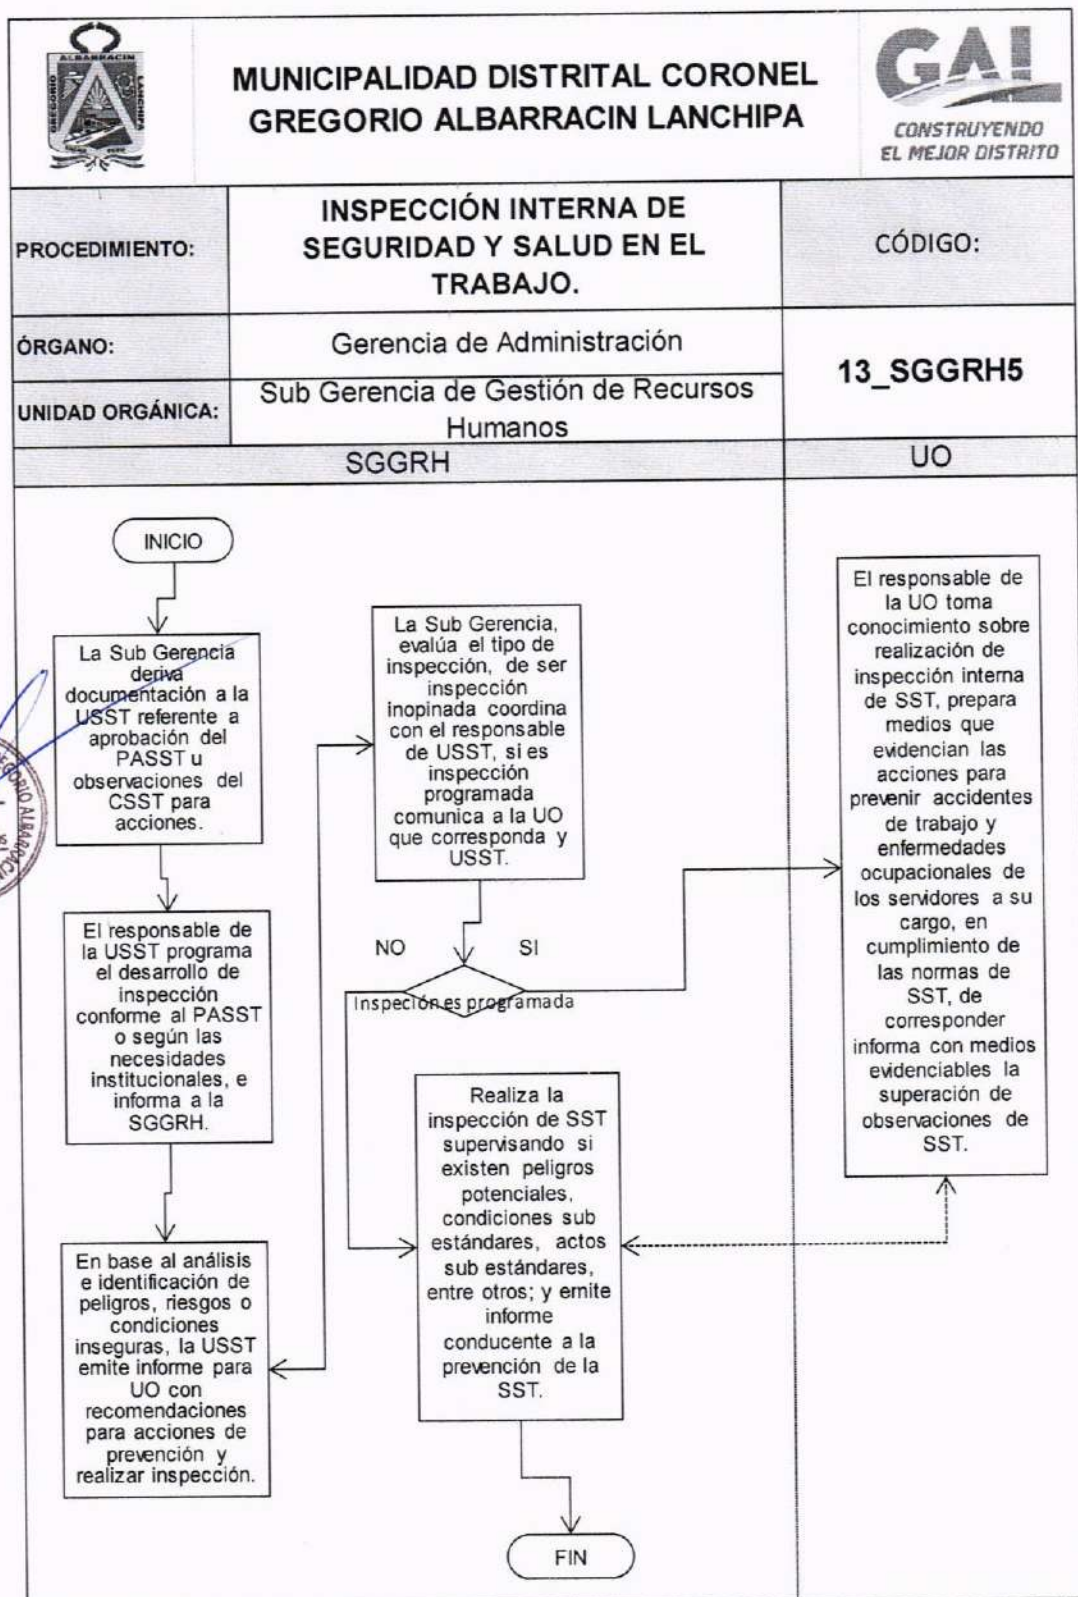 ALBARRACIN
GREGORIO
LANCHIPA
MUNICIPALIDAD DISTRITAL CORONEL
GREGORIO ALBARRACIN LANCHIPA
GAL
CONSTRUYENDO
EL MEJOR DISTRITO
PROCEDIMIENTO:
INSPECCIÓN INTERNA DE
SEGURIDAD Y SALUD EN EL
TRABAJO.
CÓDIGO:
ÓRGANO:
Gerencia de Administración
13_SGGRH5
UNIDAD ORGÁNICA:
Sub Gerencia de Gestión de Recursos
Humanos
SGGRH
UO
INICIO
La Sub Gerencia
deriva
documentación a la
USST referente a
aprobación del
PASST u
observaciones del
CSST para
acciones.
El responsable de
la USST programa
el desarrollo de
inspección
conforme al PASST
o según las
necesidades
institucionales, e
informa a la
SGGRH.
En base al análisis
e identificación de
peligros, riesgos o
condiciones
inseguras, la USST
emite informe para
UO con
recomendaciones
para acciones de
prevención y
realizar inspección.
La Sub Gerencia,
evalúa el tipo de
inspección, de ser
inspección
inopinada coordina
con el responsable
de USST, si es
inspección
programada
comunica a la UO
que corresponda y
USST.
NO
SI
Inspeción es programada
Realiza la
inspección de SST
supervisando si
existen peligros
potenciales,
condiciones sub
estándares, actos
sub estándares,
entre otros; y emite
informe
conducente a la
prevención de la
SST.
FIN
El responsable de
la UO toma
conocimiento sobre
realización de
inspección interna
de SST, prepara
medios que
evidencian las
acciones para
prevenir accidentes
de trabajo y
enfermedades
ocupacionales de
los servidores a su
cargo, en
cumplimiento de
las normas de
SST, de
corresponder
informa con medios
evidenciables la
superación de
observaciones de
SST.